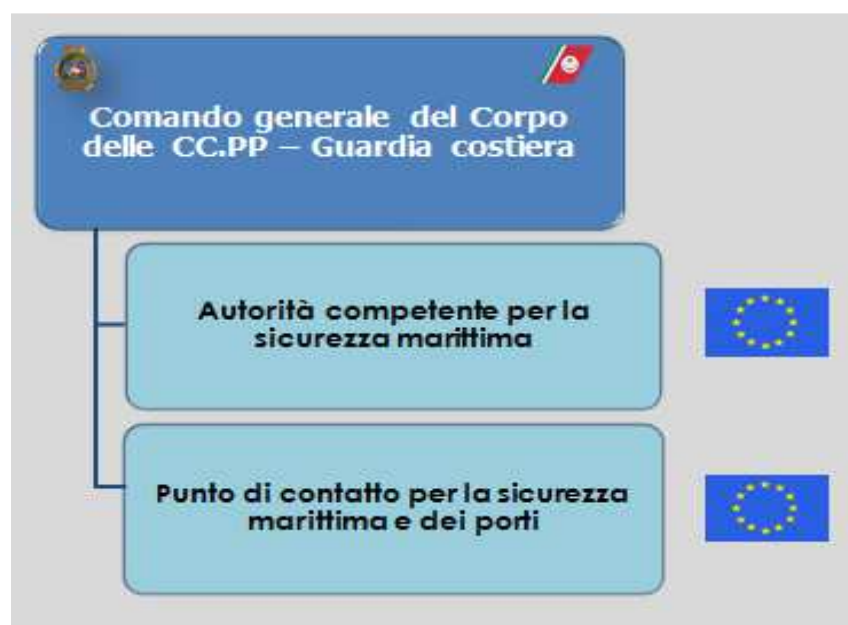 Comando generale del Corpo
delle CC.PP – Guardia costiera
Autorità competente per la
sicurezza marittima
Punto di contatto per la sicurezza
marittima e dei porti